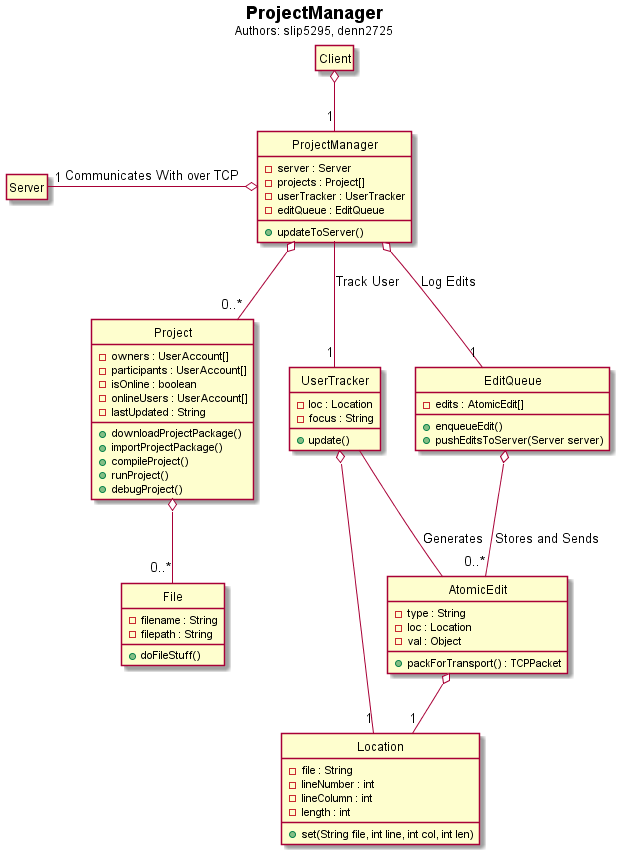 ProjectManager
Authors: slip5295, denn2725
Client
1
ProjectManager
server : Server
projects : Project[]
userTracker : UserTracker
editQueue : EditQueue
updateToServer()
Server
1 Communicates With over TCP
0..*
Track User
1
Log Edits
1
Project
owners : UserAccount[]
participants : UserAccount[]
isOnline : boolean
onlineUsers : UserAccount[]
lastUpdated : String
downloadProjectPackage()
importProjectPackage()
compileProject()
runProject()
debugProject()
UserTracker
loc : Location
focus : String
update()
EditQueue
edits : AtomicEdit[]
enqueueEdit()
pushEditsToServer(Server server)
0..*
Generates
Stores and Sends
0..*
File
filename : String
filepath : String
doFileStuff()
AtomicEdit
type : String
loc : Location
val : Object
packForTransport() : TCPPacket
1
1
Location
file : String
lineNumber : int
lineColumn : int
length : int
set(String file, int line, int col, int len)